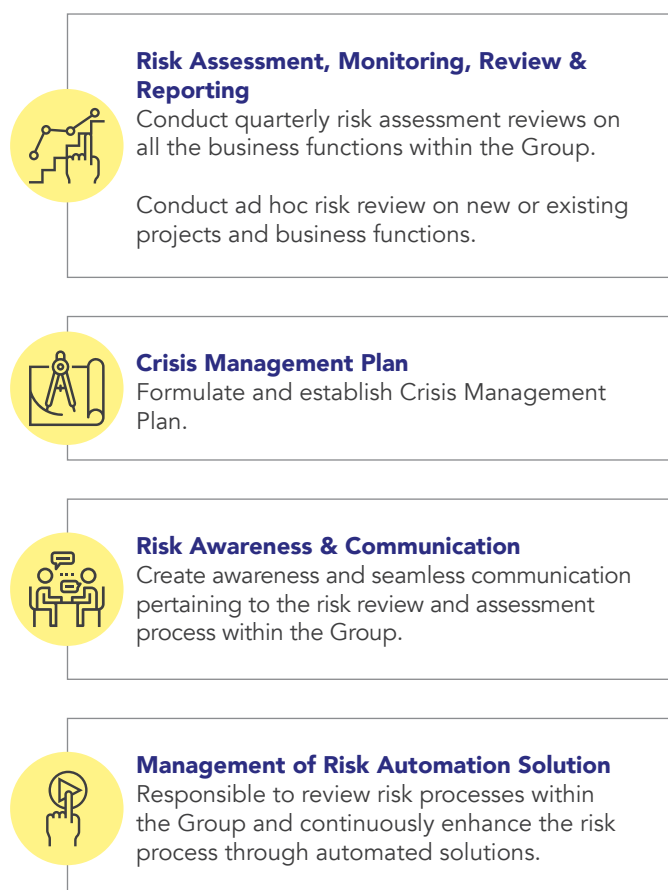 Risk Assessment, Monitoring, Review &
Reporting
Conduct quarterly risk assessment reviews on
all the business functions within the Group.
Conduct ad hoc risk review on new or existing
projects and business functions.
Crisis Management Plan
Formulate and establish Crisis Management
Plan.
Risk Awareness & Communication
Create awareness and seamless communication
pertaining to the risk review and assessment
process within the Group.
Management of Risk Automation Solution
Responsible to review risk processes within
the Group and continuously enhance the risk
process through automated solutions.